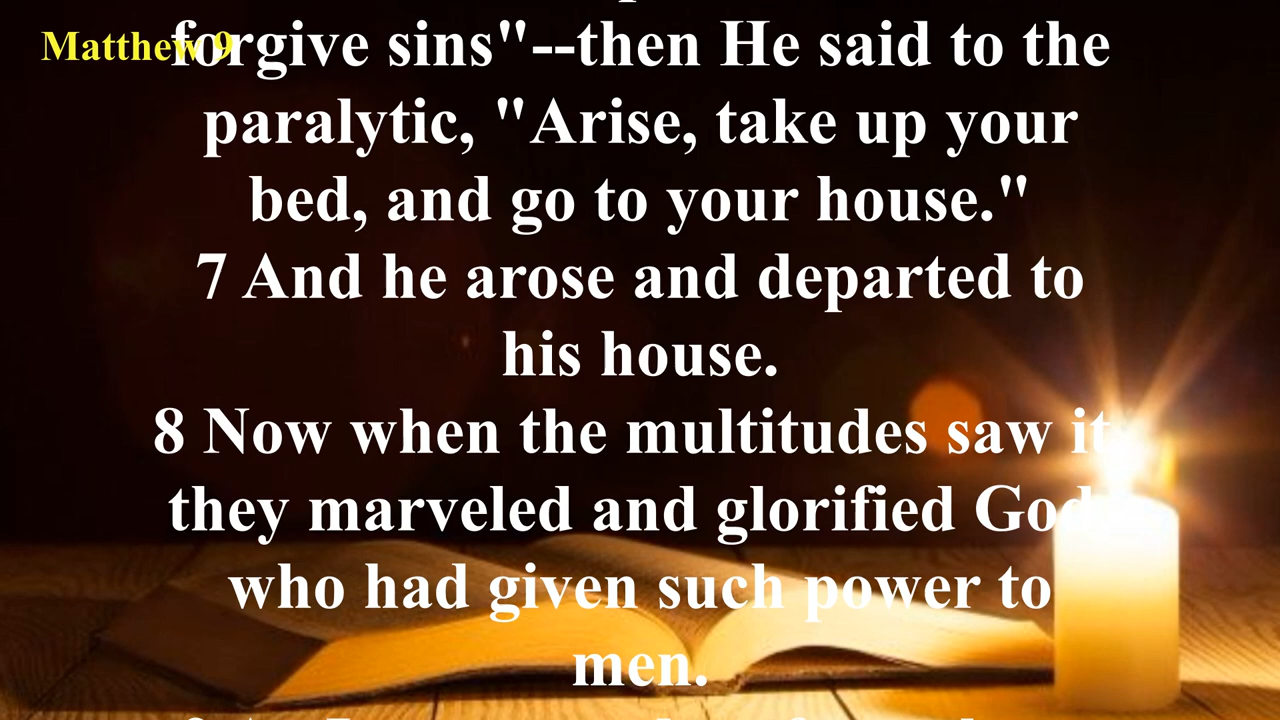 Matthew 9
forgive sins"--then He said to the
paralytic, "Arise, take up your
bed, and go to your house."
7 And he arose and departed to
his house.
8 Now when the multitudes saw it,
they marveled and glorified God,
who had given such power to
men.